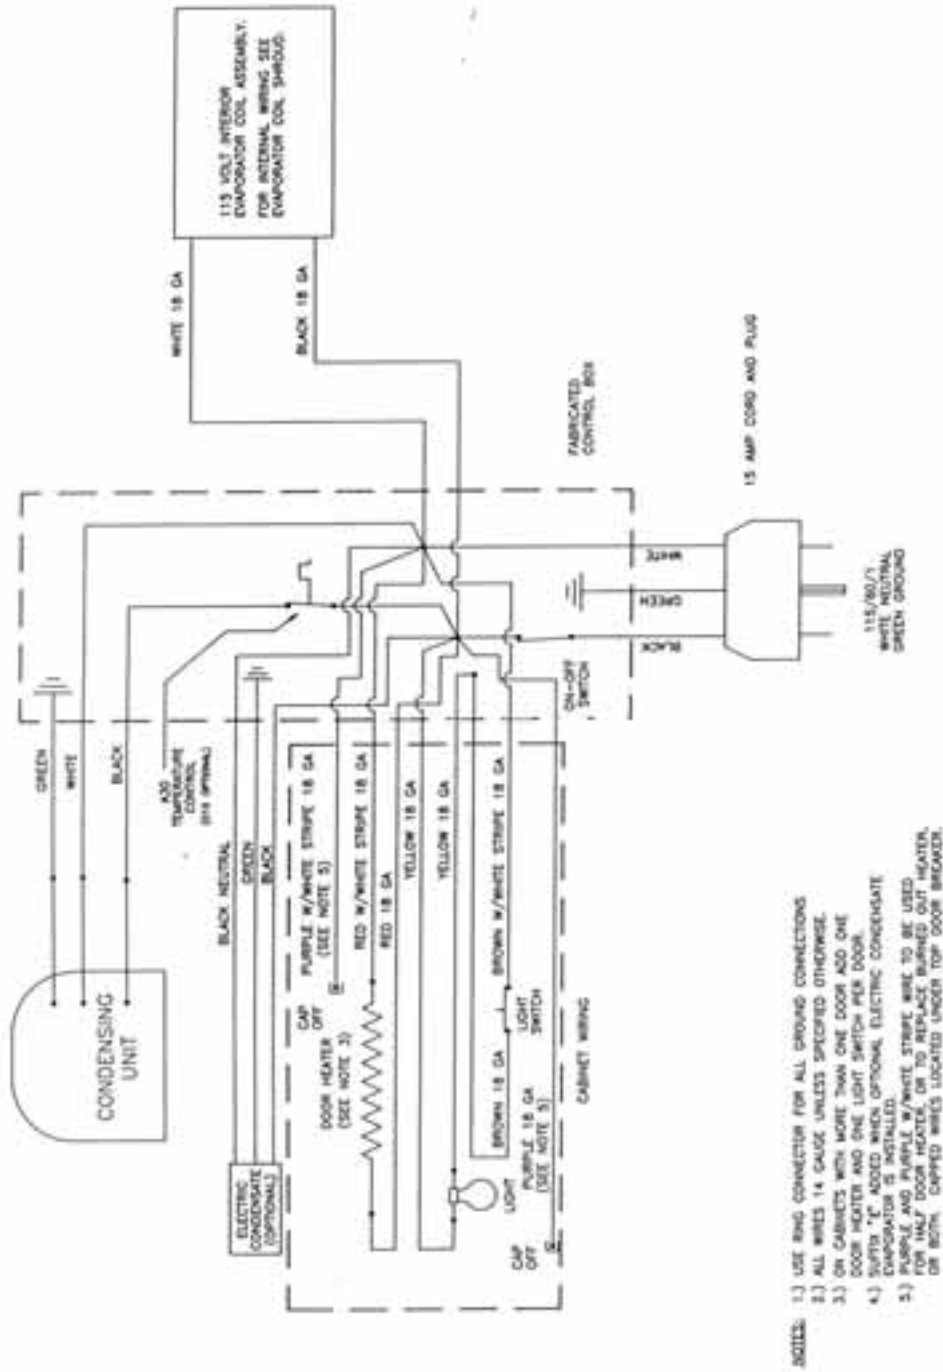 115 VOLT INTERIOR
EVAPORATOR COIL ASSEMBLY.
FOR INTERNAL WIRING SEE
EVAPORATOR COIL SHROUD.
WHITE 18 GA
BLACK 18 GA
FABRICATED
CONTROL BOX
15 AMP CORD AND PLUG
WHITE
GREEN
BLACK
115/60/1
WHITE NEUTRAL
GREEN GROUND
ON-OFF
SWITCH
GREEN
WHITE
BLACK
TEMPERATURE
CONTROL
CONDENSING
UNIT
BLACK NEUTRAL
GREEN
BLACK
ELECTRIC
CONDENSATE
(OPTIONAL)
PURPLE W/WHITE STRIPE 18 GA
(SEE NOTE 5)
CAP
OFF
RED W/WHITE STRIPE 18 GA
RED 18 GA
DOOR HEATER
(SEE NOTE 3)
YELLOW 18 GA
YELLOW 18 GA
BROWN W/WHITE STRIPE 18 GA
BROWN 18 GA
LIGHT
SWITCH
LIGHT
PURPLE 18 GA
(SEE NOTE 5)
CAP
OFF
CABINET WIRING
NOTES: 1.) USE RING CONNECTOR FOR ALL GROUND CONNECTIONS
2.) ALL WIRES 14 GAUGE UNLESS SPECIFIED OTHERWISE.
3.) ON CABINETS WITH MORE THAN ONE DOOR ADD ONE
DOOR HEATER AND ONE LIGHT SWITCH PER DOOR.
4.) SUFFIX "E" ADDED WHEN OPTIONAL ELECTRIC CONDENSATE
EVAPORATOR IS INSTALLED.
5.) PURPLE AND PURPLE W/WHITE STRIPE WIRE TO BE USED
FOR HALF DOOR HEATER, OR TO REPLACE BURNED OUT HEATER,
OR BOTH. CAPPED WIRES LOCATED UNDER TOP DOOR BREAKER.